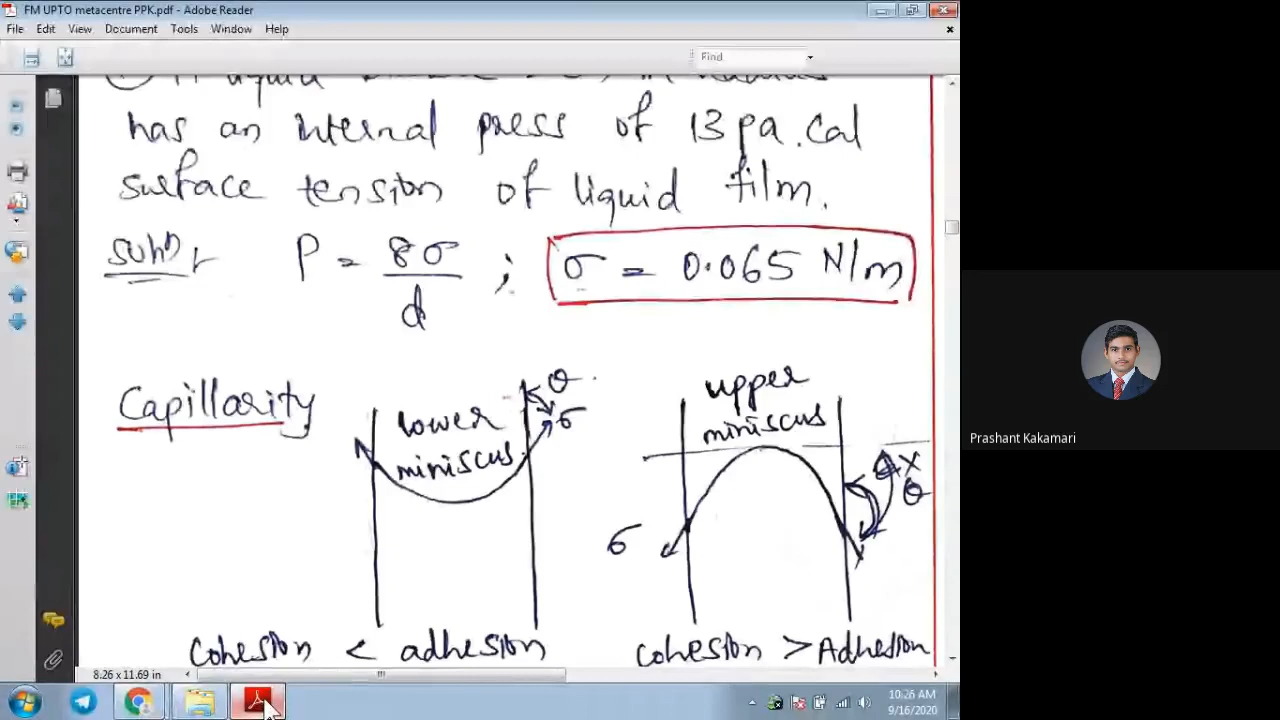 FM UPTO metacentre PPK.pdf - Adobe Reader
File Edit View Document Tools Window Help
Find
liquid
has an internal press of 13 pa. Cal
surface tension of liquid film.
Soln:- P = 8σ/d ; σ = 0.065 N/m
Capillarity
lower miniscus
θ
σ
upper miniscus
θ
σ
Cohesion < adhesion
Cohesion > Adhesion
Prashant Kakamari
8.26 x 11.69 in
10:26 AM
9/16/2020